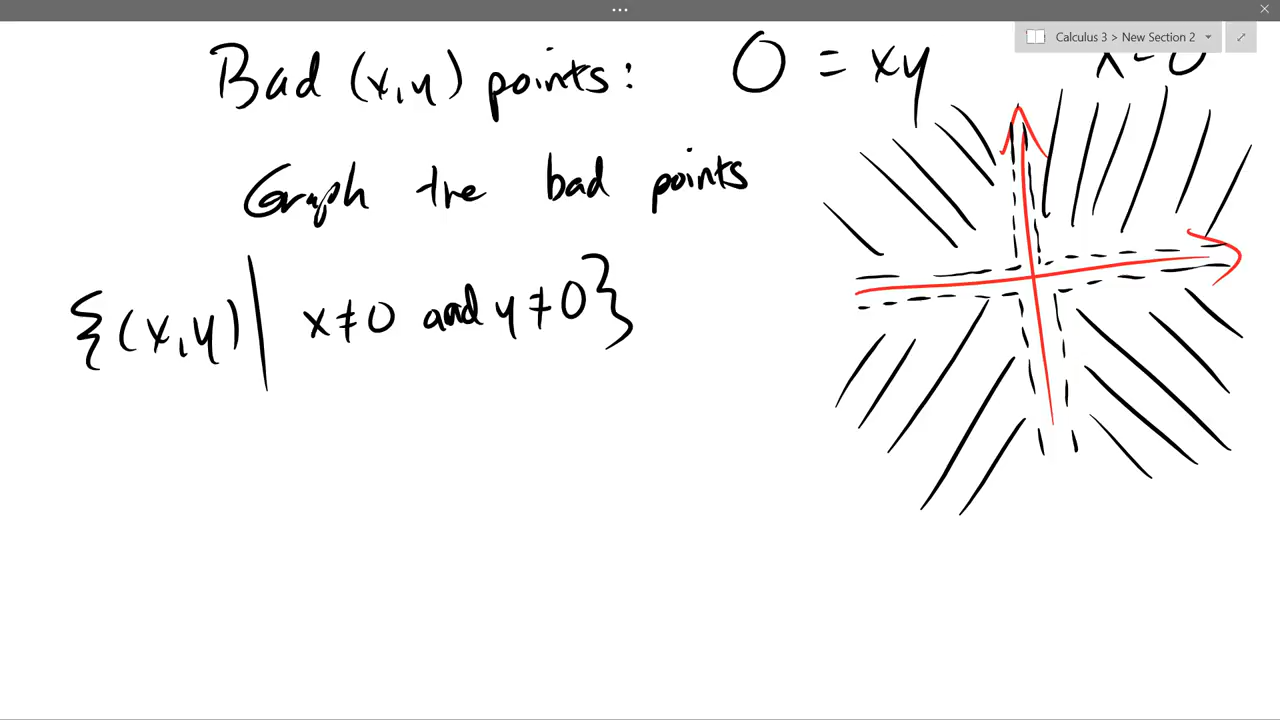 Calculus 3 > New Section 2
Bad (x,y) points: 0 = xy
Graph the bad points
{(x,y) | x≠0 and y≠0}